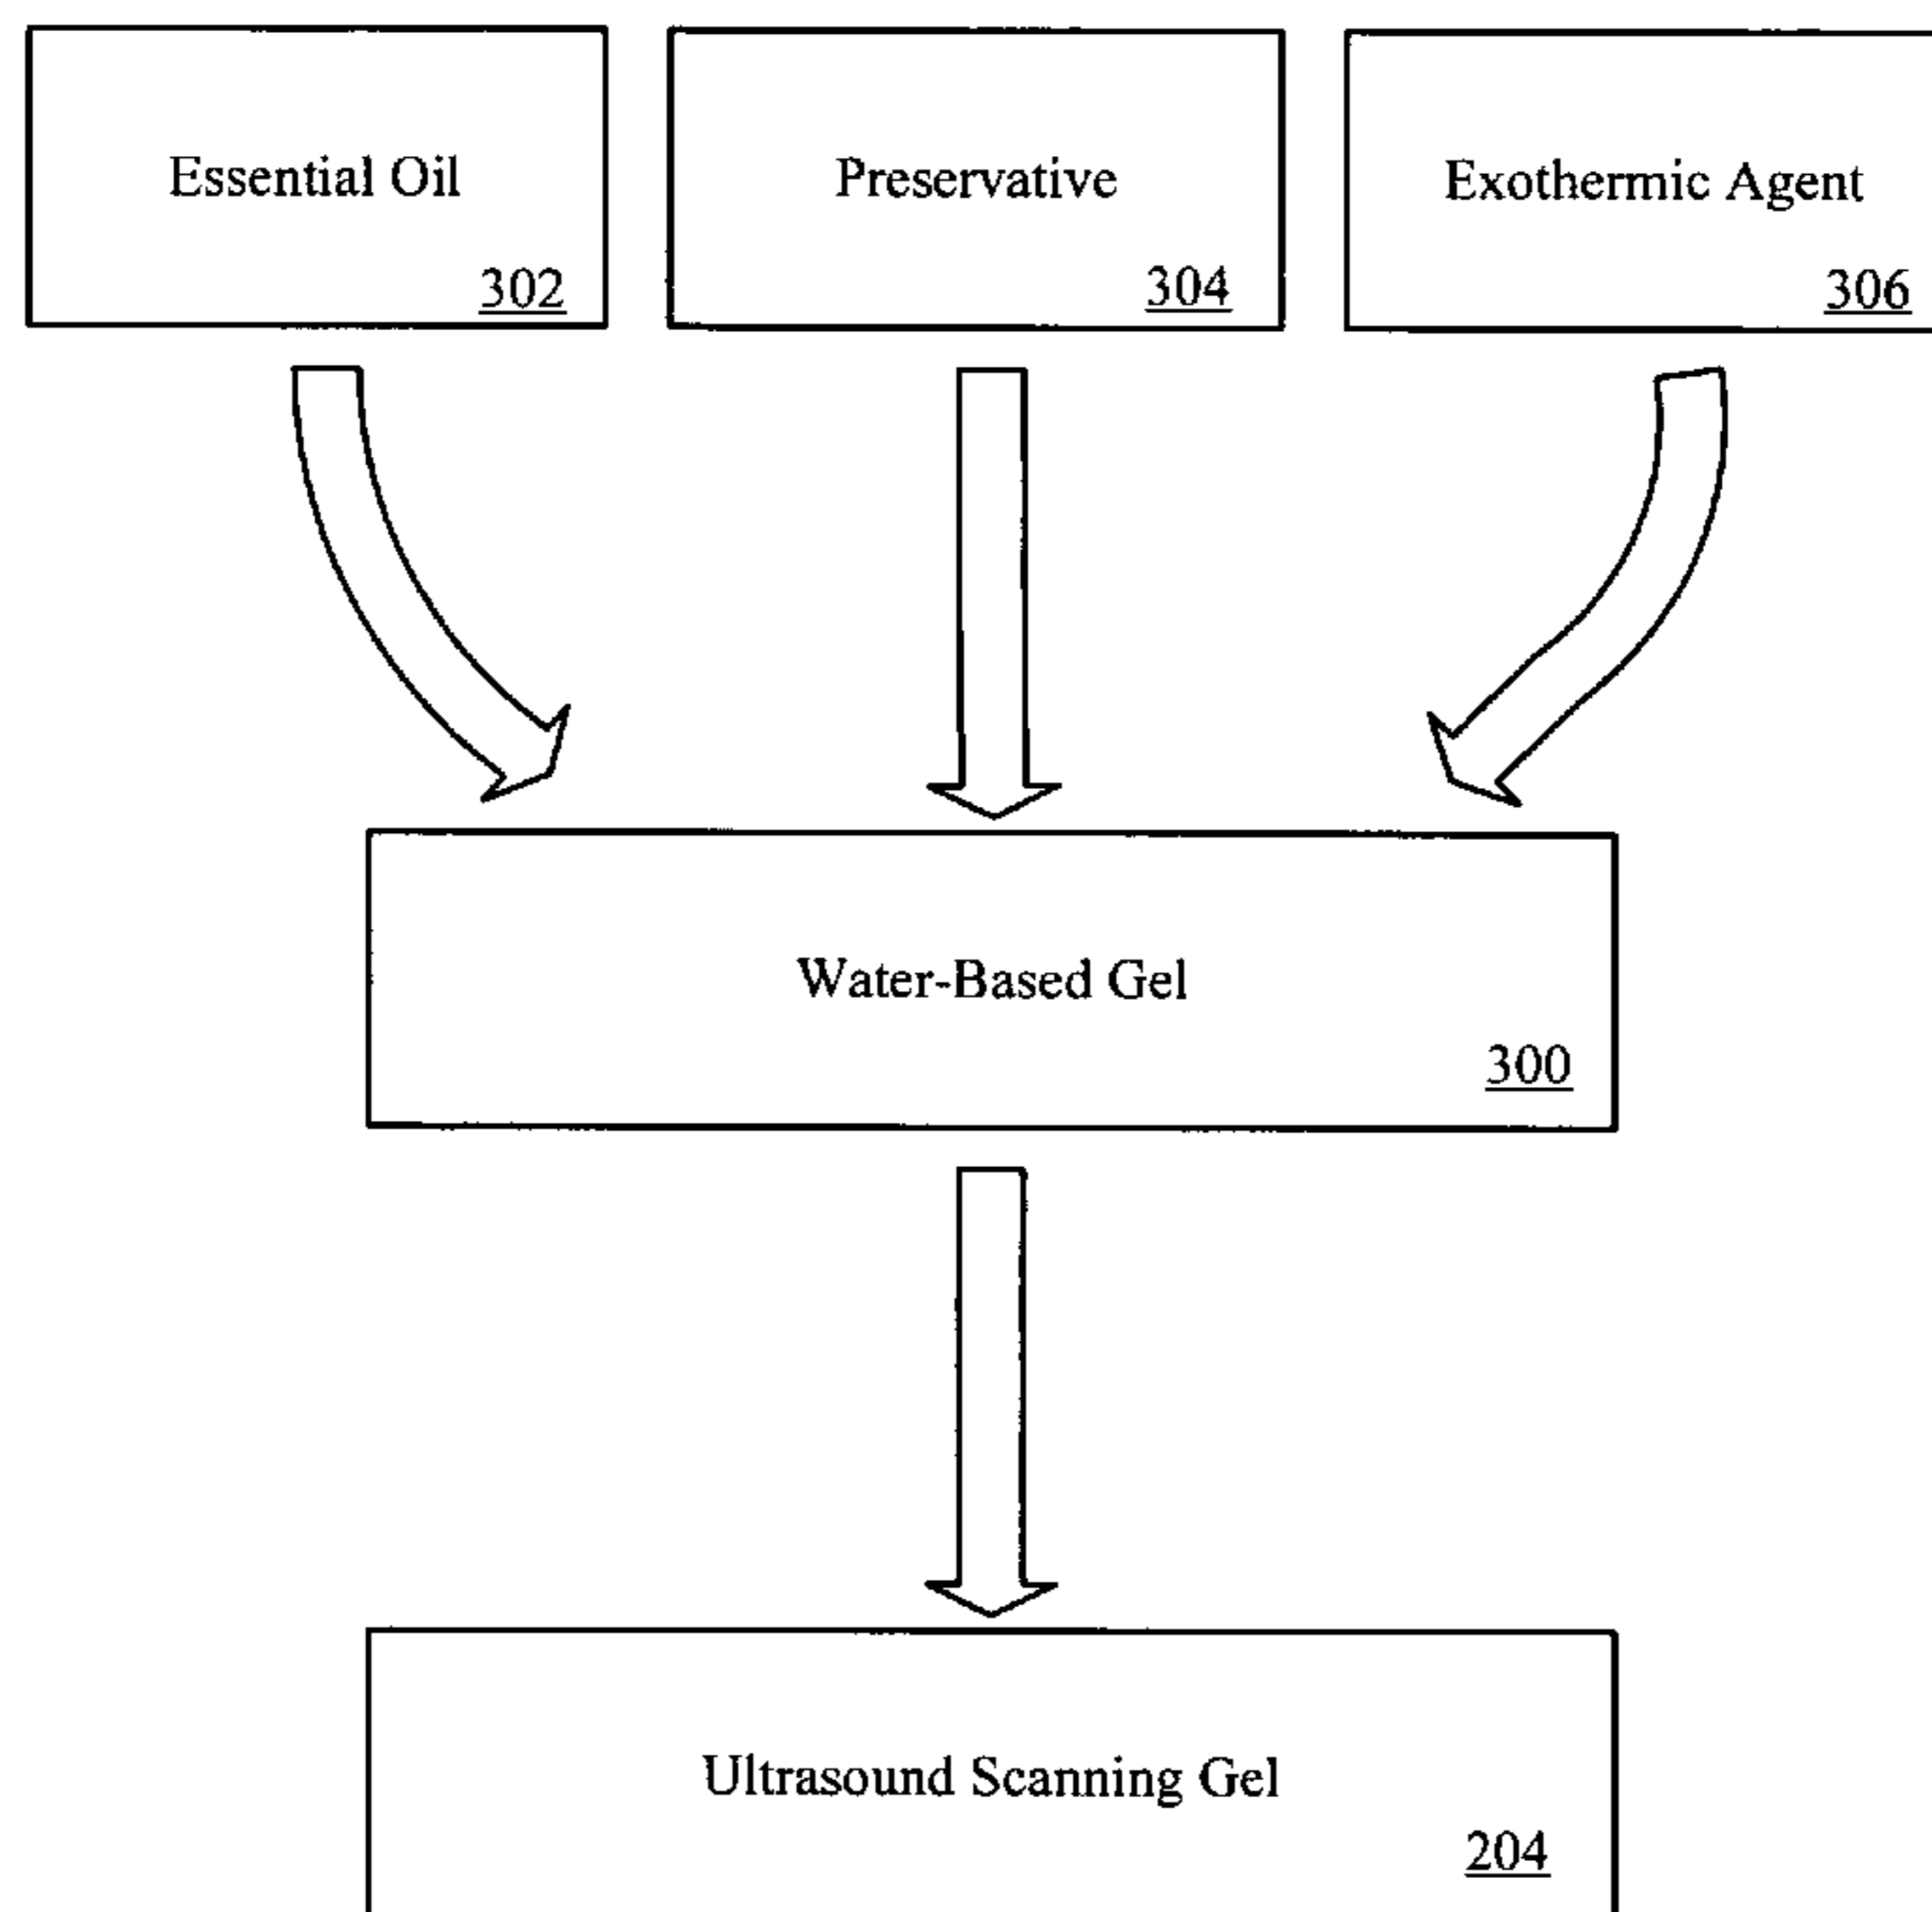 Essential Oil
302
Preservative
304
Exothermic Agent
306
Water-Based Gel
300
Ultrasound Scanning Gel
204